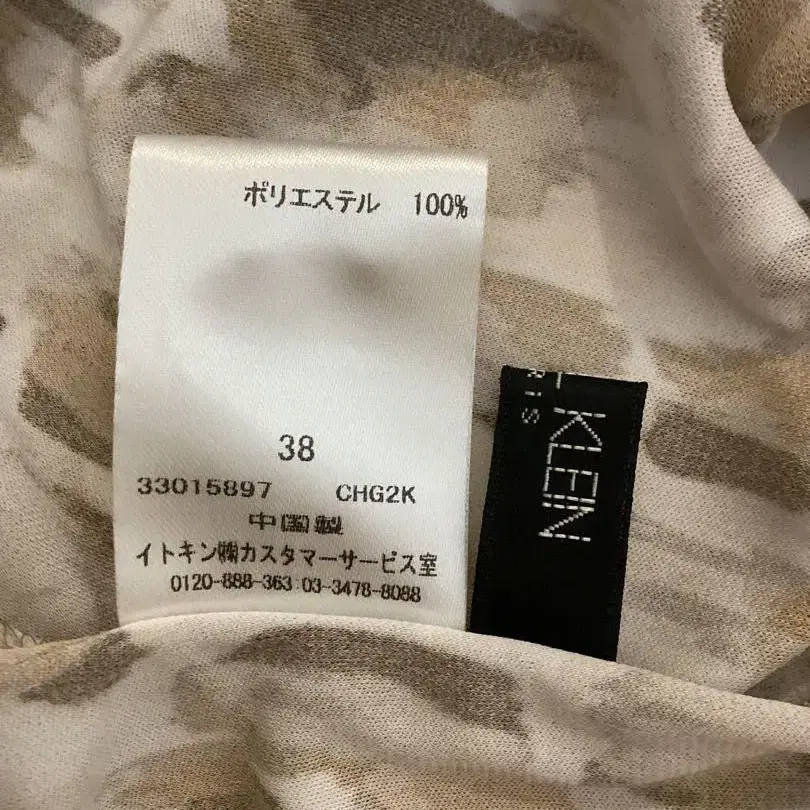 ポリエステル 100%
38
33015897 CHG2K
中国製
イトキン㈱カスタマーサービス室
0120-888-363 03-3478-8088
KLEIN
RIS